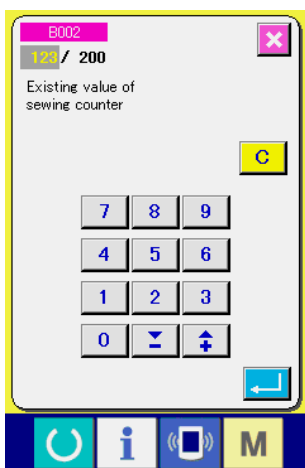 B002
123/ 200
Existing value of
sewing counter
C
7 8 9
4 5 6
1 2 3
0
i M